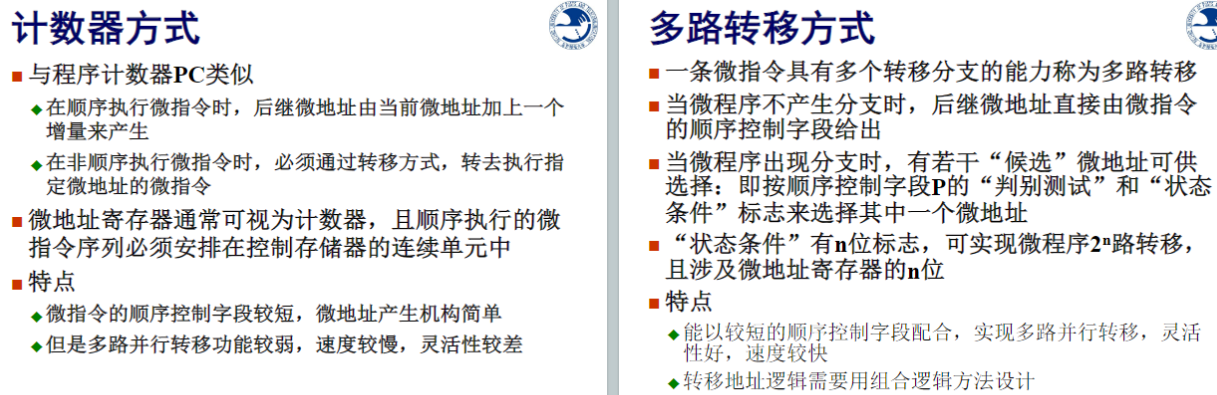 计数器方式
■ 与程序计数器PC类似
◆ 在顺序执行微指令时，后继微地址由当前微地址加上一个
增量来产生
◆ 在非顺序执行微指令时，必须通过转移方式，转去执行指
定微地址的微指令
■ 微地址寄存器通常可视为计数器，且顺序执行的微
指令序列必须安排在控制存储器的连续单元中
■ 特点
◆ 微指令的顺序控制字段较短，微地址产生机构简单
◆ 但是多路并行转移功能较弱，速度较慢，灵活性较差
多路转移方式
■ 一条微指令具有多个转移分支的能力称为多路转移
■ 当微程序不产生分支时，后继微地址直接由微指令
的顺序控制字段给出
■ 当微程序出现分支时，有若干“候选”微地址可供
选择：即按顺序控制字段P的“判别测试”和“状态
条件”标志来选择其中一个微地址
■ “状态条件”有n位标志，可实现微程序2ⁿ路转移，
且涉及微地址寄存器的n位
■ 特点
◆ 能以较短的顺序控制字段配合，实现多路并行转移，灵活
性好，速度较快
◆ 转移地址逻辑需要用组合逻辑方法设计